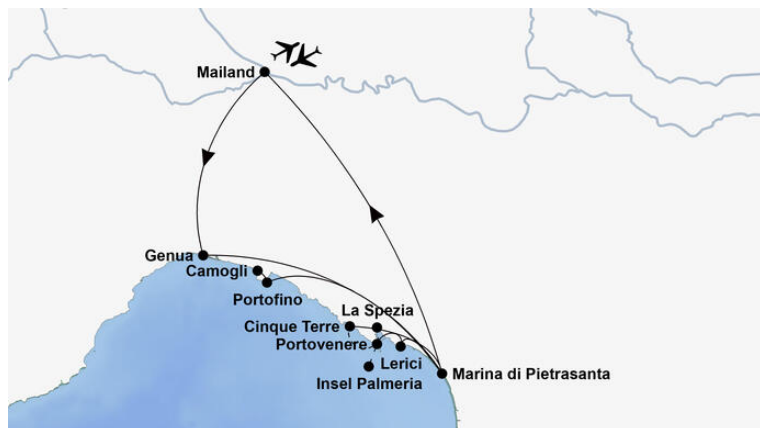 Mailand
Genua
Camogli
Portofino
La Spezia
Cinque Terre
Portovenere
Lerici
Marina di Pietrasanta
Insel Palmeria